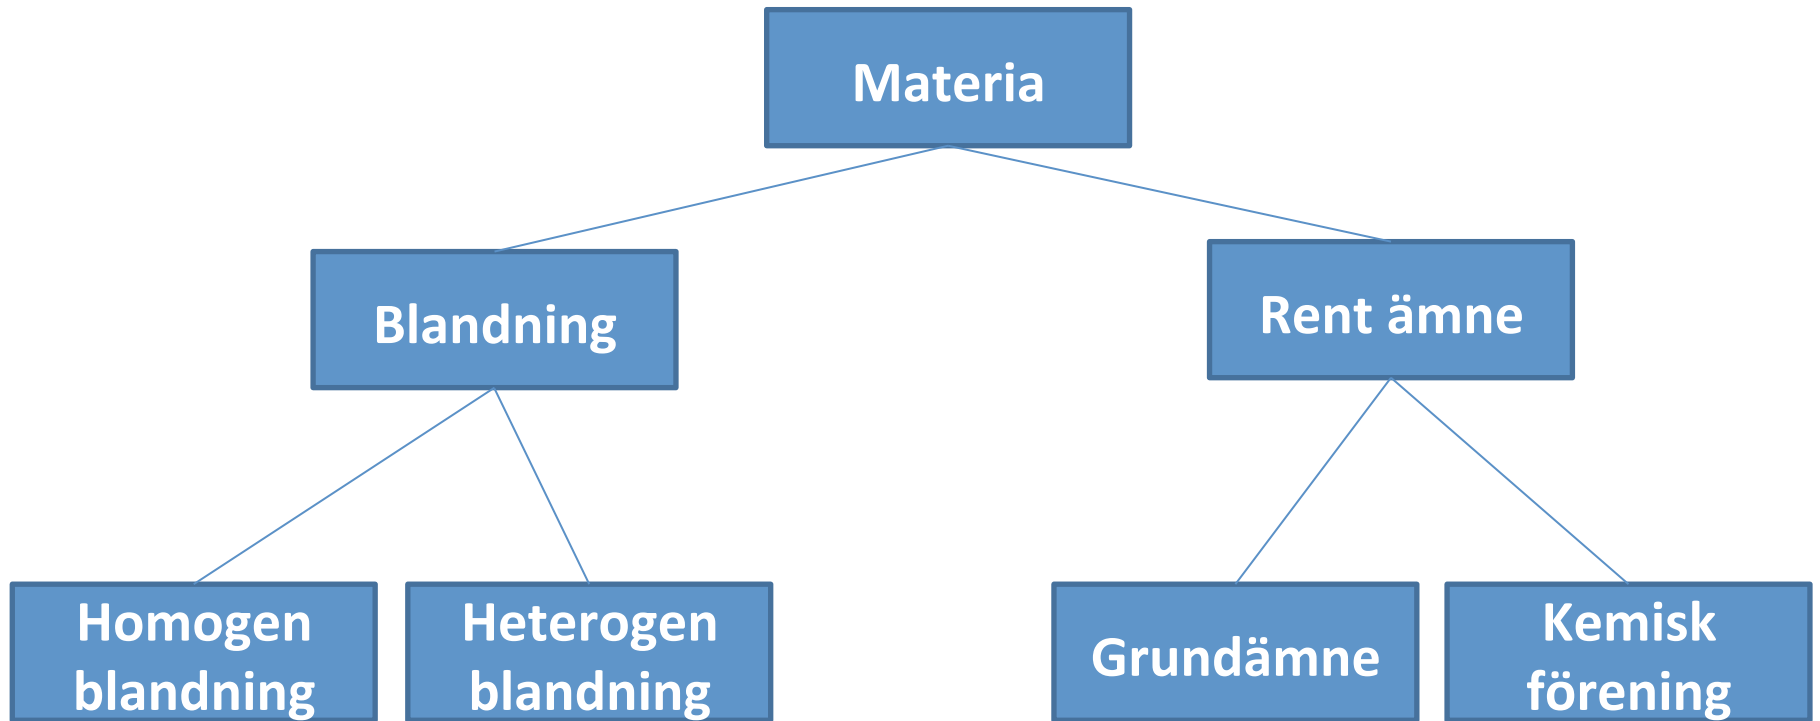 Materia
Blandning
Rent ämne
Homogen
blandning
Heterogen
blandning
Grundämne
Kemisk
förening